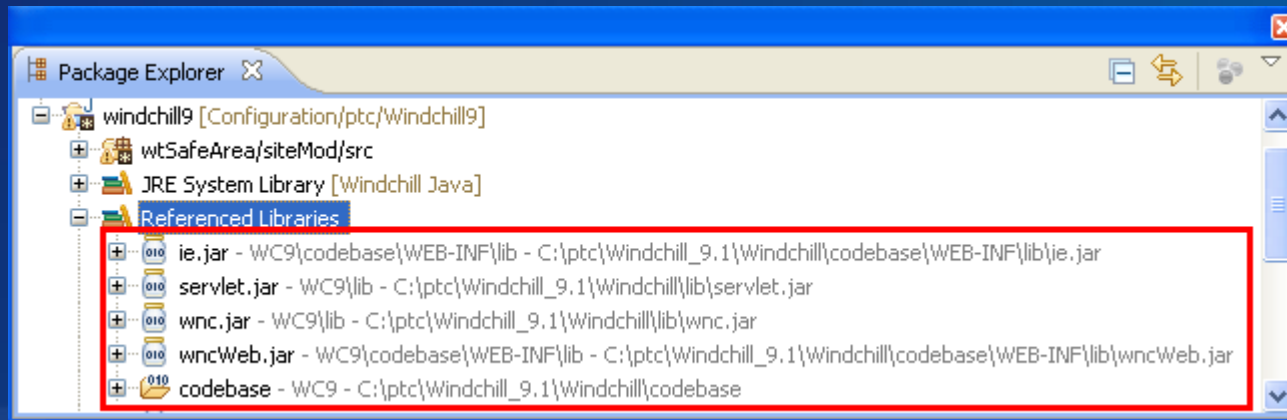 Package Explorer
windchill9 [Configuration/ptc/Windchill9]
wtSafeArea/siteMod/src
JRE System Library [Windchill Java]
Referenced Libraries
ie.jar - WC9\codebase\WEB-INF\lib - C:\ptc\Windchill_9.1\Windchill\codebase\WEB-INF\lib\ie.jar
servlet.jar - WC9\lib - C:\ptc\Windchill_9.1\Windchill\lib\servlet.jar
wnc.jar - WC9\lib - C:\ptc\Windchill_9.1\Windchill\lib\wnc.jar
wncWeb.jar - WC9\codebase\WEB-INF\lib - C:\ptc\Windchill_9.1\Windchill\codebase\WEB-INF\lib\wncWeb.jar
codebase - WC9 - C:\ptc\Windchill_9.1\Windchill\codebase